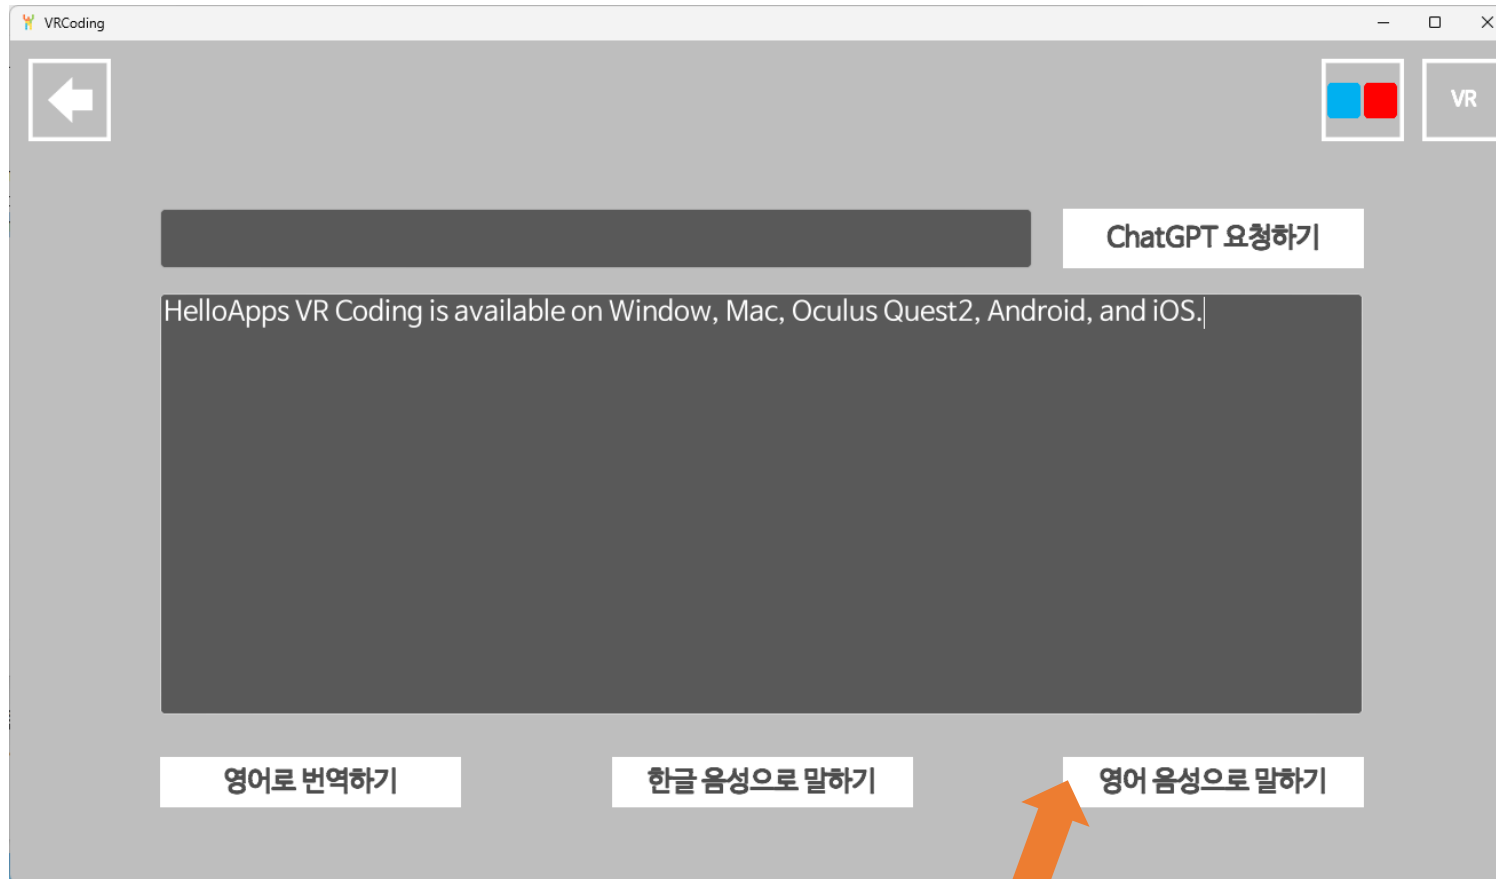 VRCoding
VR
ChatGPT 요청하기
HelloApps VR Coding is available on Window, Mac, Oculus Quest2, Android, and iOS.
영어로 번역하기
한글 음성으로 말하기
영어 음성으로 말하기